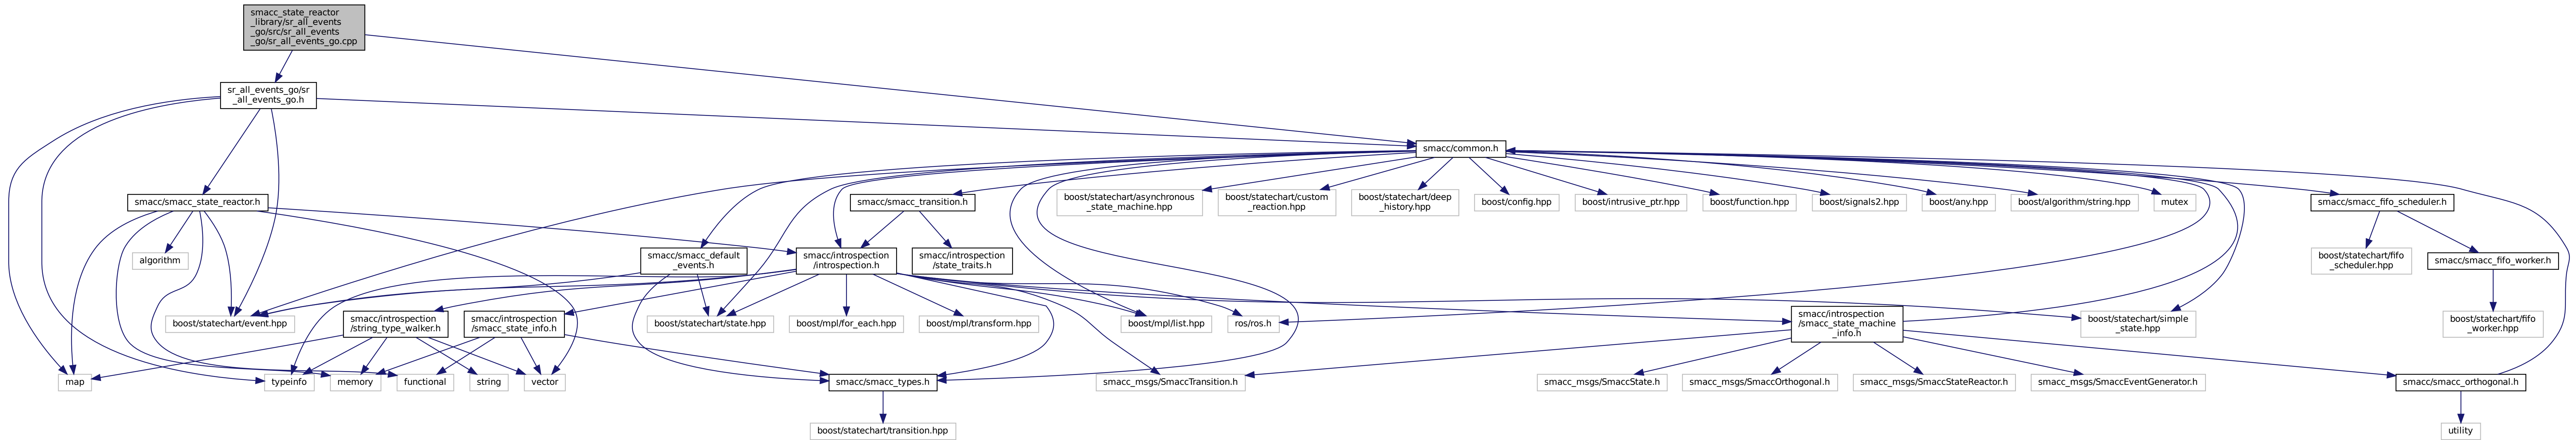 smacc_state_reactor
_library/sr_all_events
_go/src/sr_all_events
_go/sr_all_events_go.cpp
sr_all_events_go/sr
_all_events_go.h
smacc/common.h
smacc/smacc_state_reactor.h
smacc/smacc_transition.h
boost/statechart/asynchronous
_state_machine.hpp
boost/statechart/custom
_reaction.hpp
boost/statechart/deep
_history.hpp
boost/config.hpp
boost/intrusive_ptr.hpp
boost/function.hpp
boost/signals2.hpp
boost/any.hpp
boost/algorithm/string.hpp
mutex
smacc/smacc_fifo_scheduler.h
algorithm
smacc/smacc_default
_events.h
smacc/introspection
/introspection.h
smacc/introspection
/state_traits.h
boost/statechart/fifo
_scheduler.hpp
smacc/smacc_fifo_worker.h
boost/statechart/event.hpp
smacc/introspection
/string_type_walker.h
smacc/introspection
/smacc_state_info.h
boost/statechart/state.hpp
boost/mpl/for_each.hpp
boost/mpl/transform.hpp
boost/mpl/list.hpp
ros/ros.h
smacc/introspection
/smacc_state_machine
_info.h
boost/statechart/simple
_state.hpp
boost/statechart/fifo
_worker.hpp
map
typeinfo
memory
functional
string
vector
smacc/smacc_types.h
smacc_msgs/SmaccTransition.h
smacc_msgs/SmaccState.h
smacc_msgs/SmaccOrthogonal.h
smacc_msgs/SmaccStateReactor.h
smacc_msgs/SmaccEventGenerator.h
smacc/smacc_orthogonal.h
boost/statechart/transition.hpp
utility